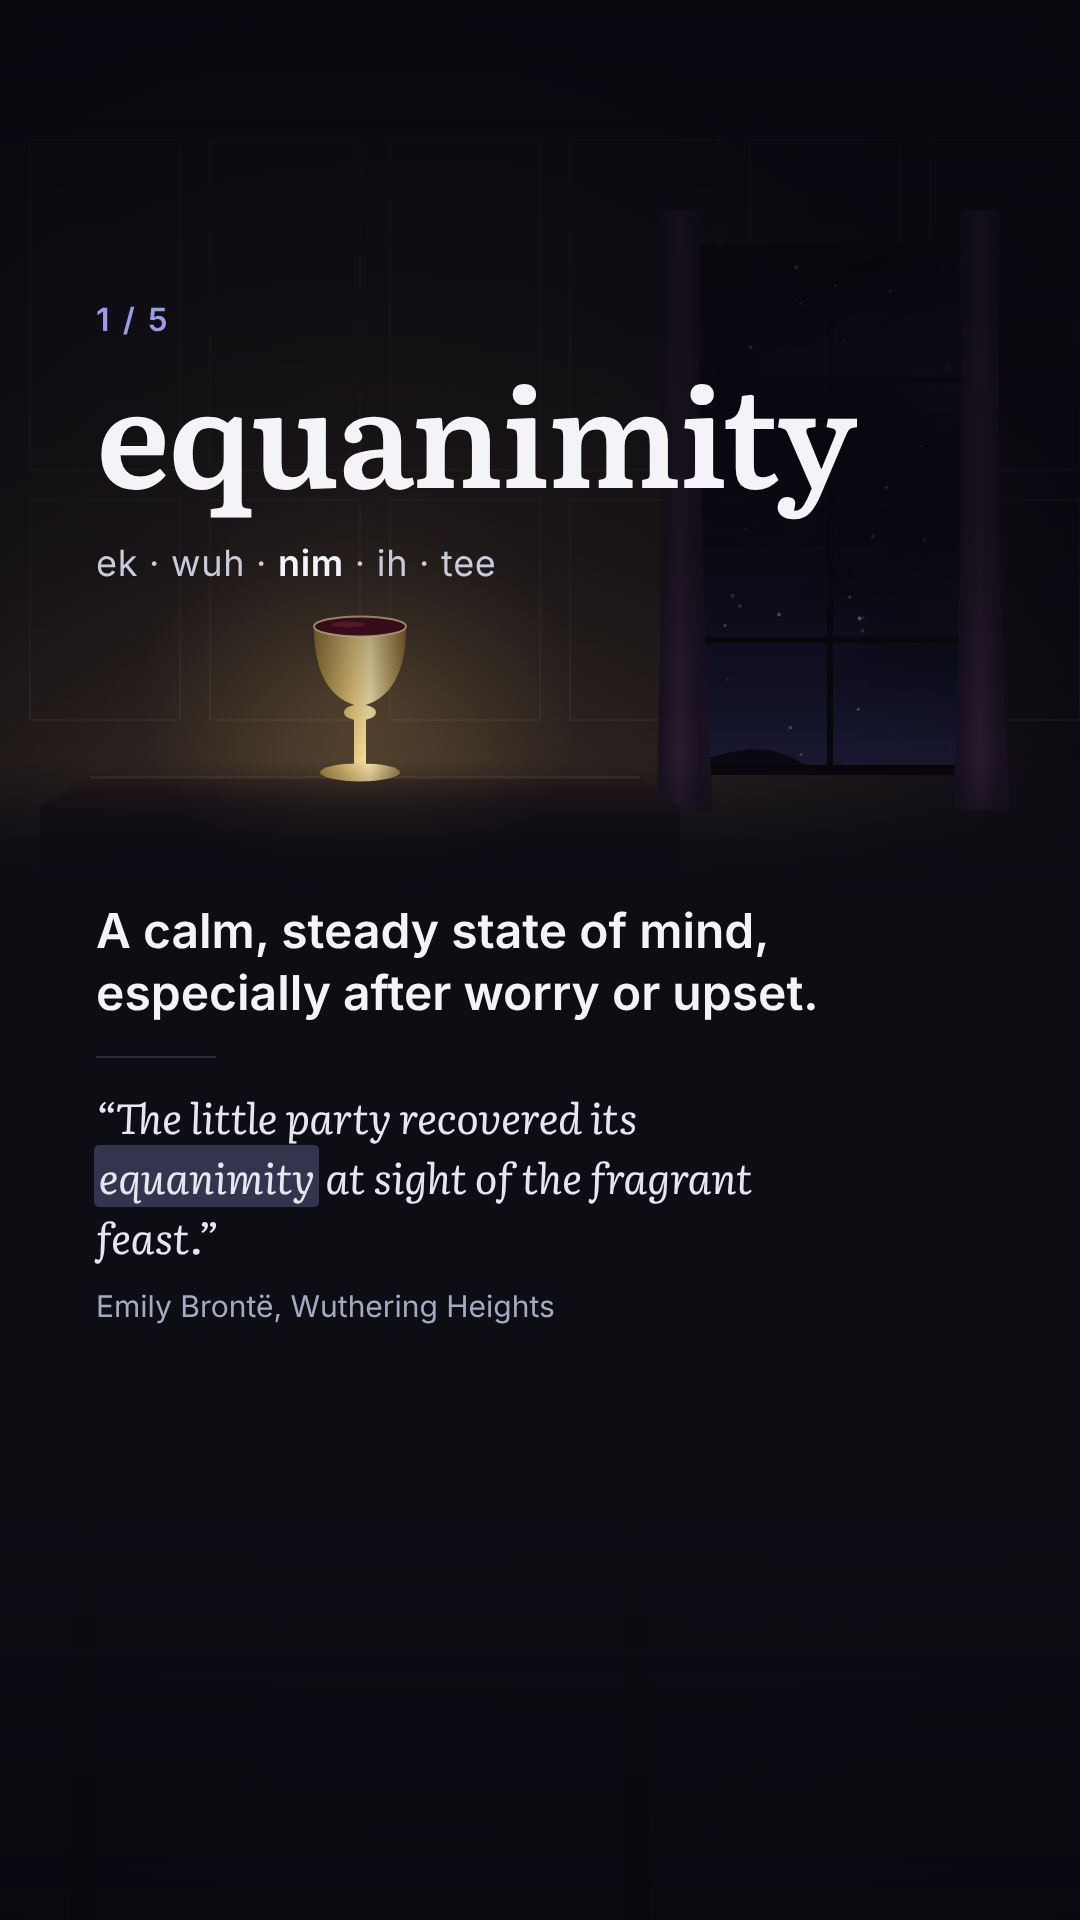 1 / 5
equanimity
ek · wuh · nim · ih · tee
A calm, steady state of mind,
especially after worry or upset.
“The little party recovered its
equanimity at sight of the fragrant
feast.”
Emily Brontë, Wuthering Heights